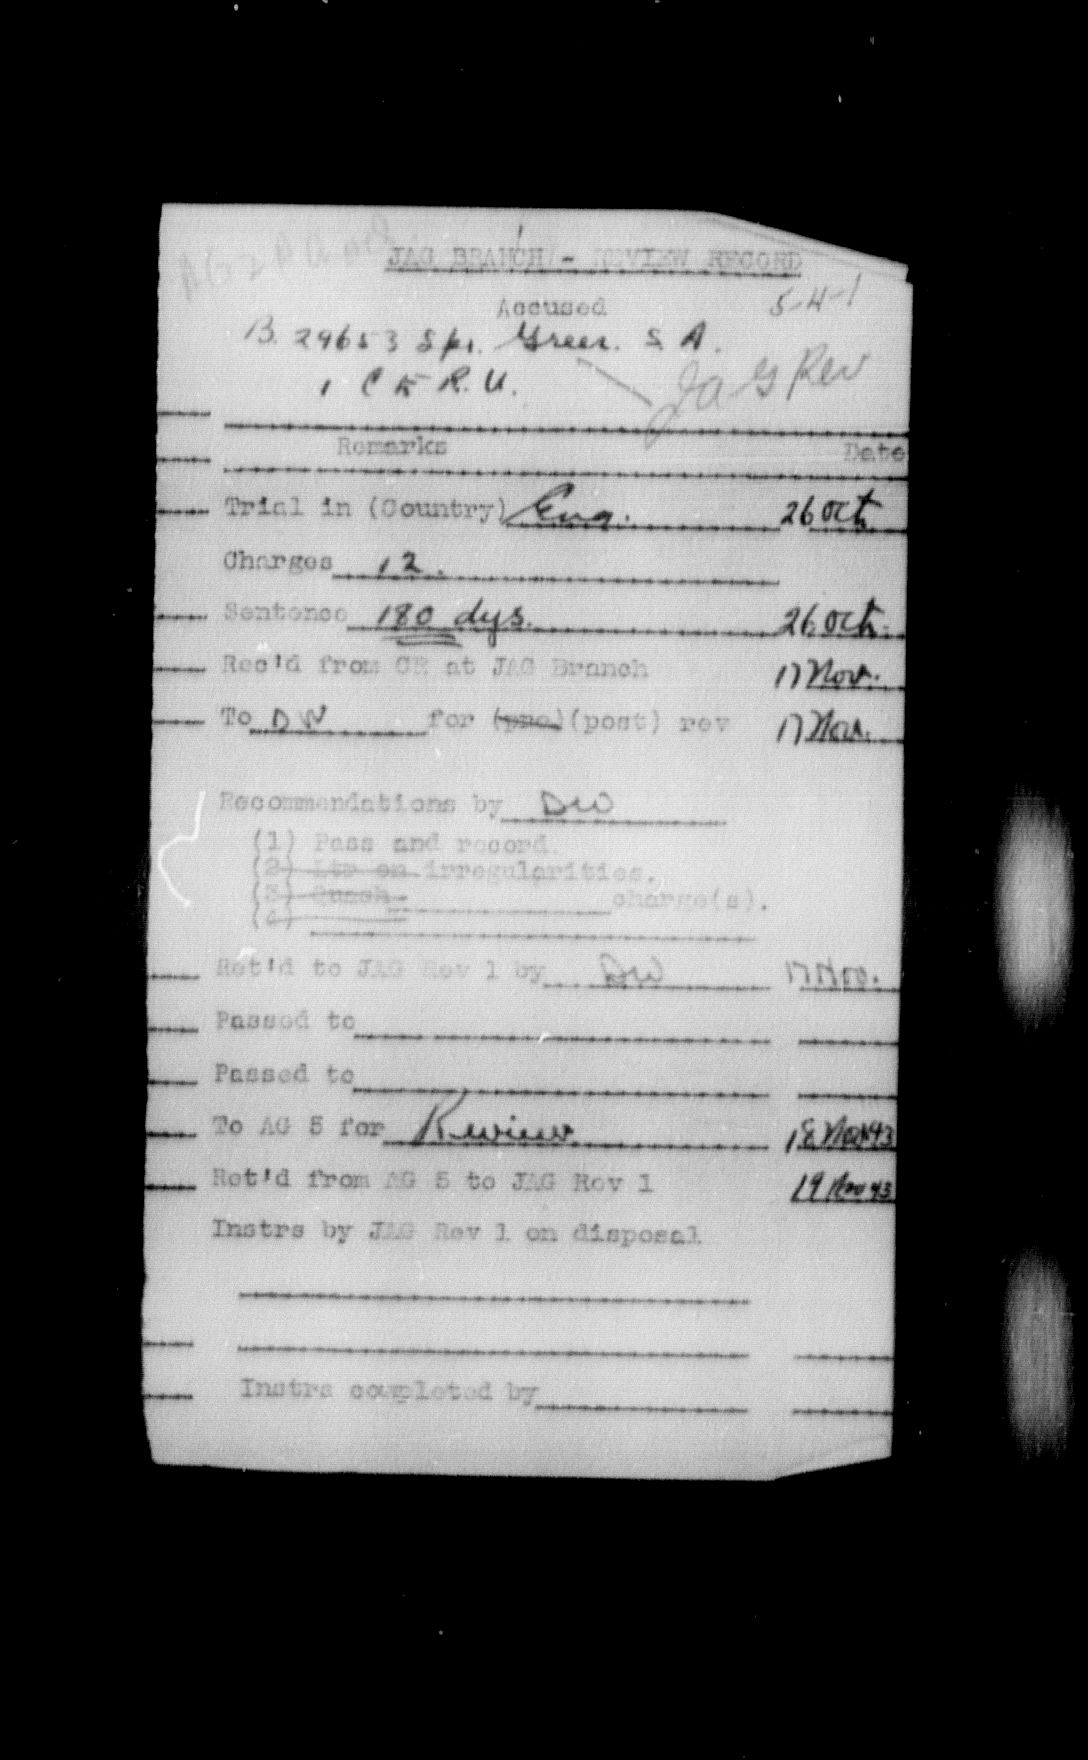 JAG BRANCH - REVIEW RECORD
Accused
5-4-1
B. 29653 Spr. Green. S A.
1 C E R. U.
JAG Rev
Remarks Date
Trial in (Country) Eng. 26 Oct
Charges 12.
Sentence 180 dys. 26 Oct.
Rec'd from CR at JAG Branch 17 Nov.
To DW for (pre)(post) rev 17 Nov.
Recommendations by DW
(1) Pass and record.
(2) Ltr on irregularities.
(3) Quash charge(s).
(4)
Ret'd to JAG Rev 1 by DW 17 Nov.
Passed to
Passed to
To AG 5 for Review 18 Nov 43
Ret'd from AG 5 to JAG Rev 1 19 Nov 43
Instrs by JAG Rev 1 on disposal
Instrs completed by